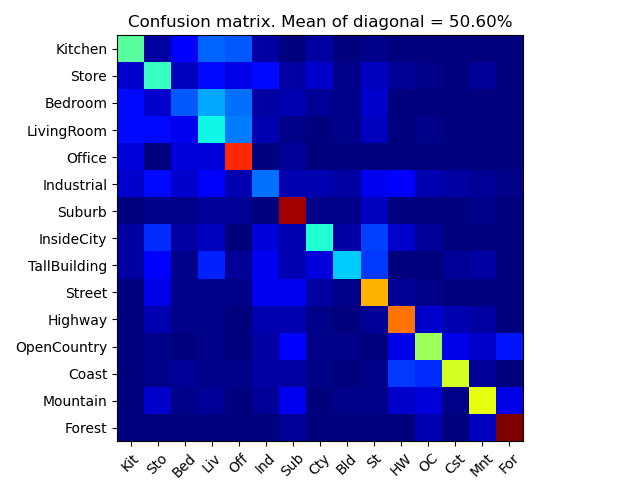 Confusion matrix. Mean of diagonal = 50.60%
Kitchen
Store
Bedroom
LivingRoom
Office
Industrial
Suburb
InsideCity
TallBuilding
Street
Highway
OpenCountry
Coast
Mountain
Forest
Kit Sto Bed Liv Off Ind Sub Cty Bld St HW OC Cst Mnt For